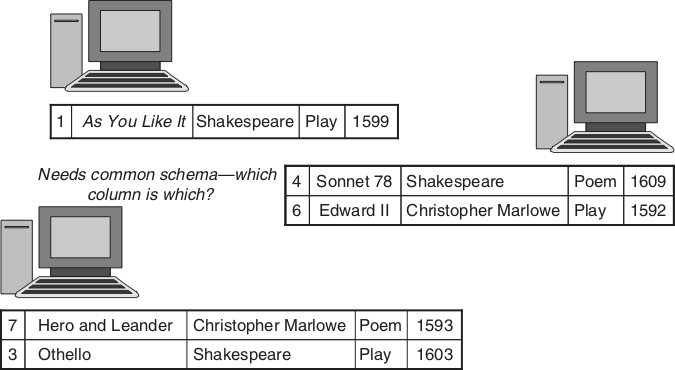 1 As You Like It Shakespeare Play 1599
Needs common schema—which
column is which?
4 Sonnet 78 Shakespeare Poem 1609
6 Edward II Christopher Marlowe Play 1592
7 Hero and Leander Christopher Marlowe Poem 1593
3 Othello Shakespeare Play 1603